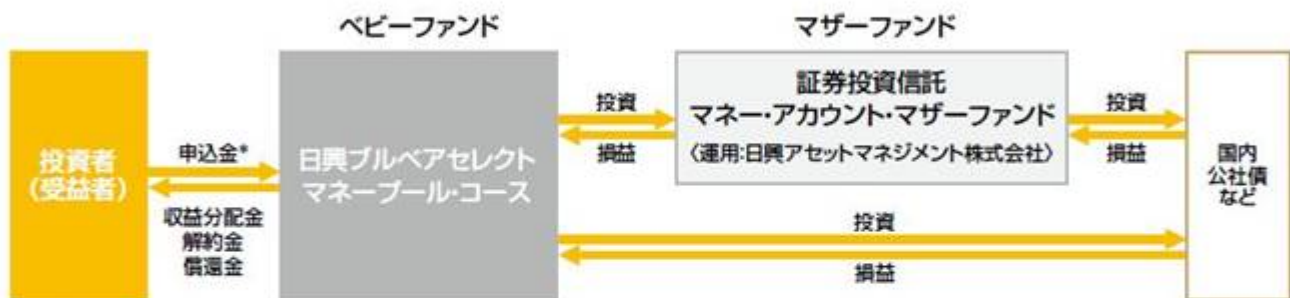 ベビーファンド
マザーファンド
投資者
(受益者)
申込金*
収益分配金
解約金
償還金
日興ブルベアセレクト
マネープール・コース
投資
損益
証券投資信託
マネー・アカウント・マザーファンド
〈運用:日興アセットマネジメント株式会社〉
投資
損益
投資
損益
国内
公社債
など